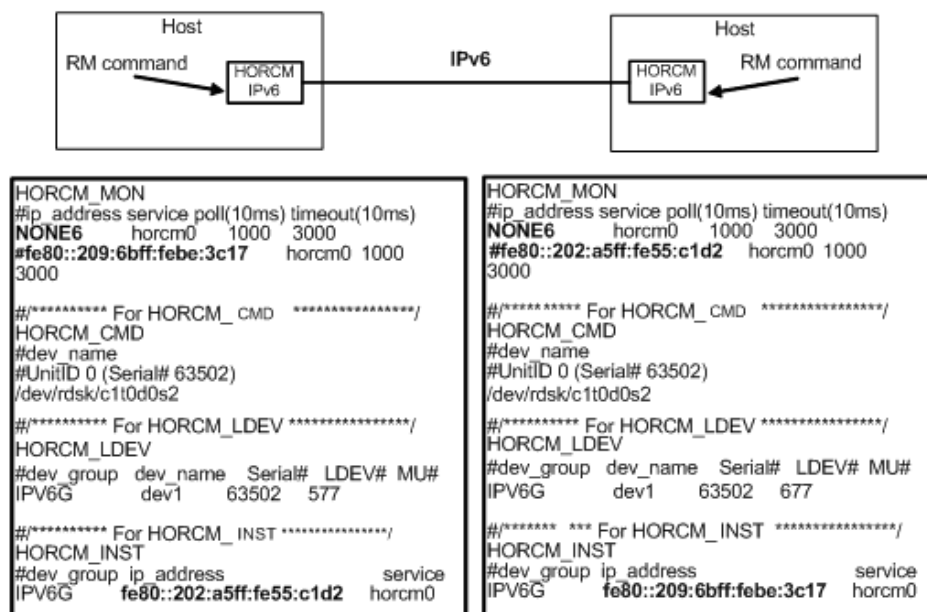 Host
RM command
HORCM
IPv6
IPv6
Host
HORCM
IPv6
RM command
HORCM_MON
#ip_address service poll(10ms) timeout(10ms)
NONE6 horcm0 1000 3000
#fe80::209:6bff:febe:3c17 horcm0 1000
3000
#/********** For HORCM_ CMD ****************/
HORCM_CMD
#dev_name
#UnitID 0 (Serial# 63502)
/dev/rdsk/c1t0d0s2
#/********** For HORCM_LDEV ****************/
HORCM_LDEV
#dev_group dev_name Serial# LDEV# MU#
IPV6G dev1 63502 577
#/********** For HORCM_ INST ****************/
HORCM_INST
#dev_group ip_address service
IPV6G fe80::202:a5ff:fe55:c1d2 horcm0
HORCM_MON
#ip_address service poll(10ms) timeout(10ms)
NONE6 horcm0 1000 3000
#fe80::202:a5ff:fe55:c1d2 horcm0 1000
3000
#/********** For HORCM_ CMD ****************/
HORCM_CMD
#dev_name
#UnitID 0 (Serial# 63502)
/dev/rdsk/c1t0d0s2
#/********** For HORCM_LDEV ****************/
HORCM_LDEV
#dev_group dev_name Serial# LDEV# MU#
IPV6G dev1 63502 677
#/******* *** For HORCM_INST ****************/
HORCM_INST
#dev_group ip_address service
IPV6G fe80::209:6bff:febe:3c17 horcm0